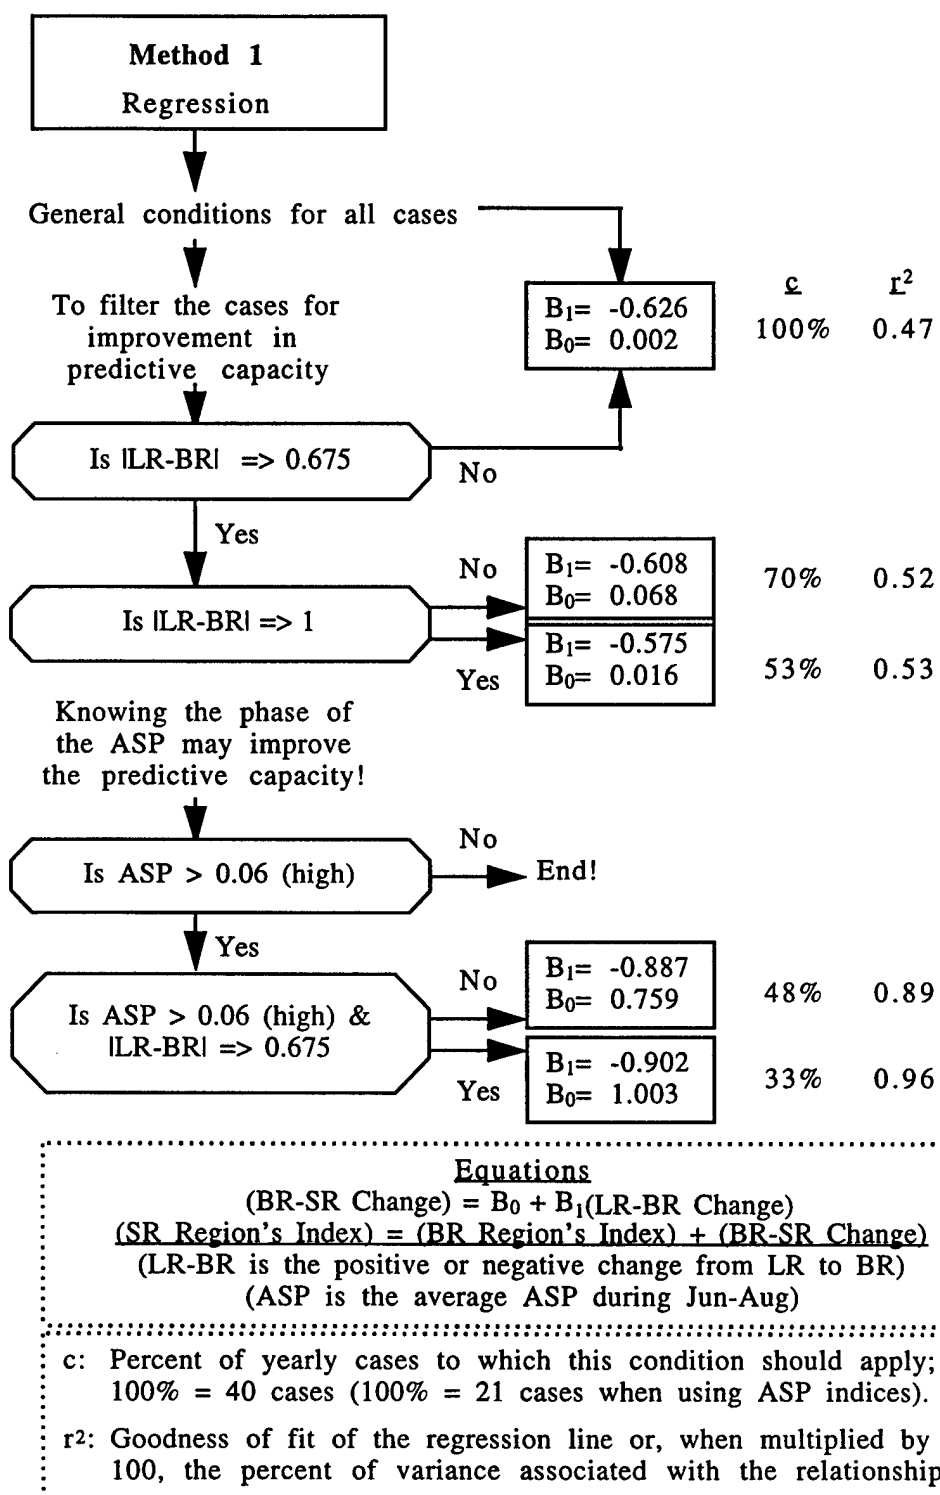 Method 1
Regression
General conditions for all cases
To filter the cases for
improvement in
predictive capacity
B1= -0.626
B0= 0.002
c r2
100% 0.47
Is |LR-BR| => 0.675
No
Yes
Is |LR-BR| => 1
No
B1= -0.608
B0= 0.068
70% 0.52
Yes
B1= -0.575
B0= 0.016
53% 0.53
Knowing the phase of
the ASP may improve
the predictive capacity!
Is ASP > 0.06 (high)
No
End!
Yes
Is ASP > 0.06 (high) &
|LR-BR| => 0.675
No
B1= -0.887
B0= 0.759
48% 0.89
Yes
B1= -0.902
B0= 1.003
33% 0.96
Equations
(BR-SR Change) = B0 + B1(LR-BR Change)
(SR Region's Index) = (BR Region's Index) + (BR-SR Change)
(LR-BR is the positive or negative change from LR to BR)
(ASP is the average ASP during Jun-Aug)
c: Percent of yearly cases to which this condition should apply;
100% = 40 cases (100% = 21 cases when using ASP indices).
r2: Goodness of fit of the regression line or, when multiplied by
100, the percent of variance associated with the relationship